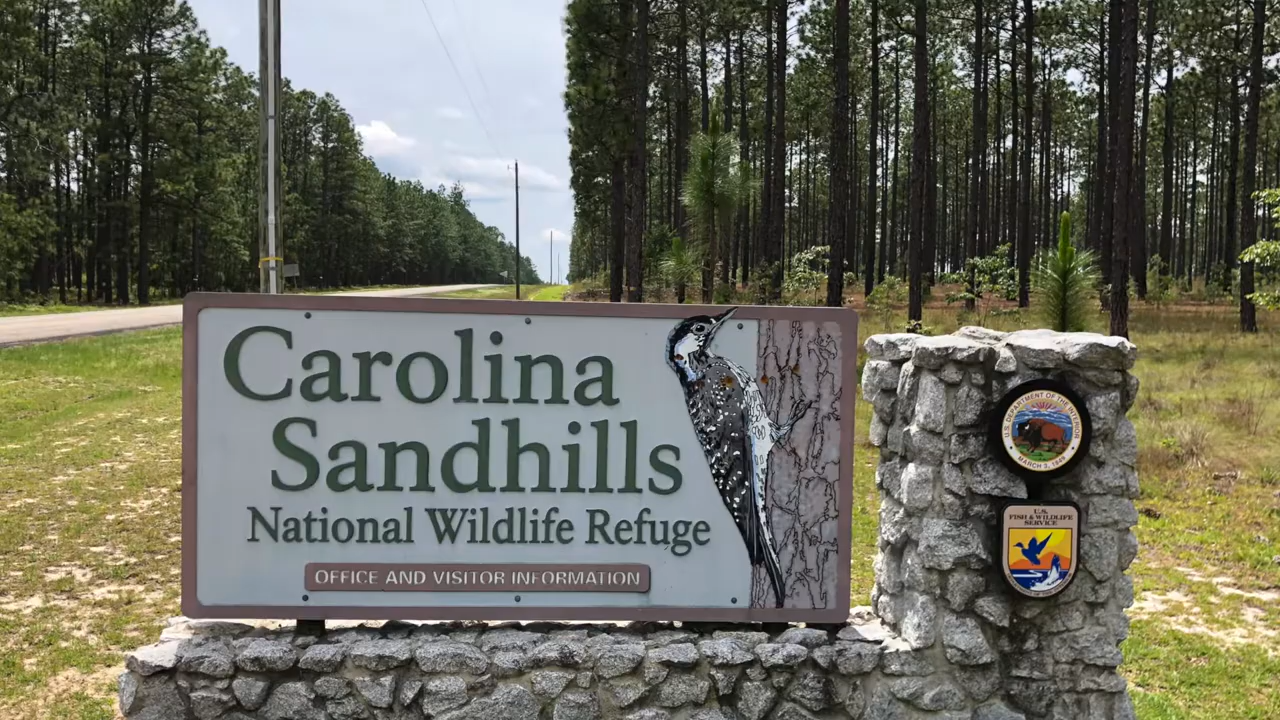 Carolina
Sandhills
National Wildlife Refuge
OFFICE AND VISITOR INFORMATION
U.S. DEPARTMENT OF THE INTERIOR
MARCH 3, 1849
U.S.
FISH & WILDLIFE
SERVICE